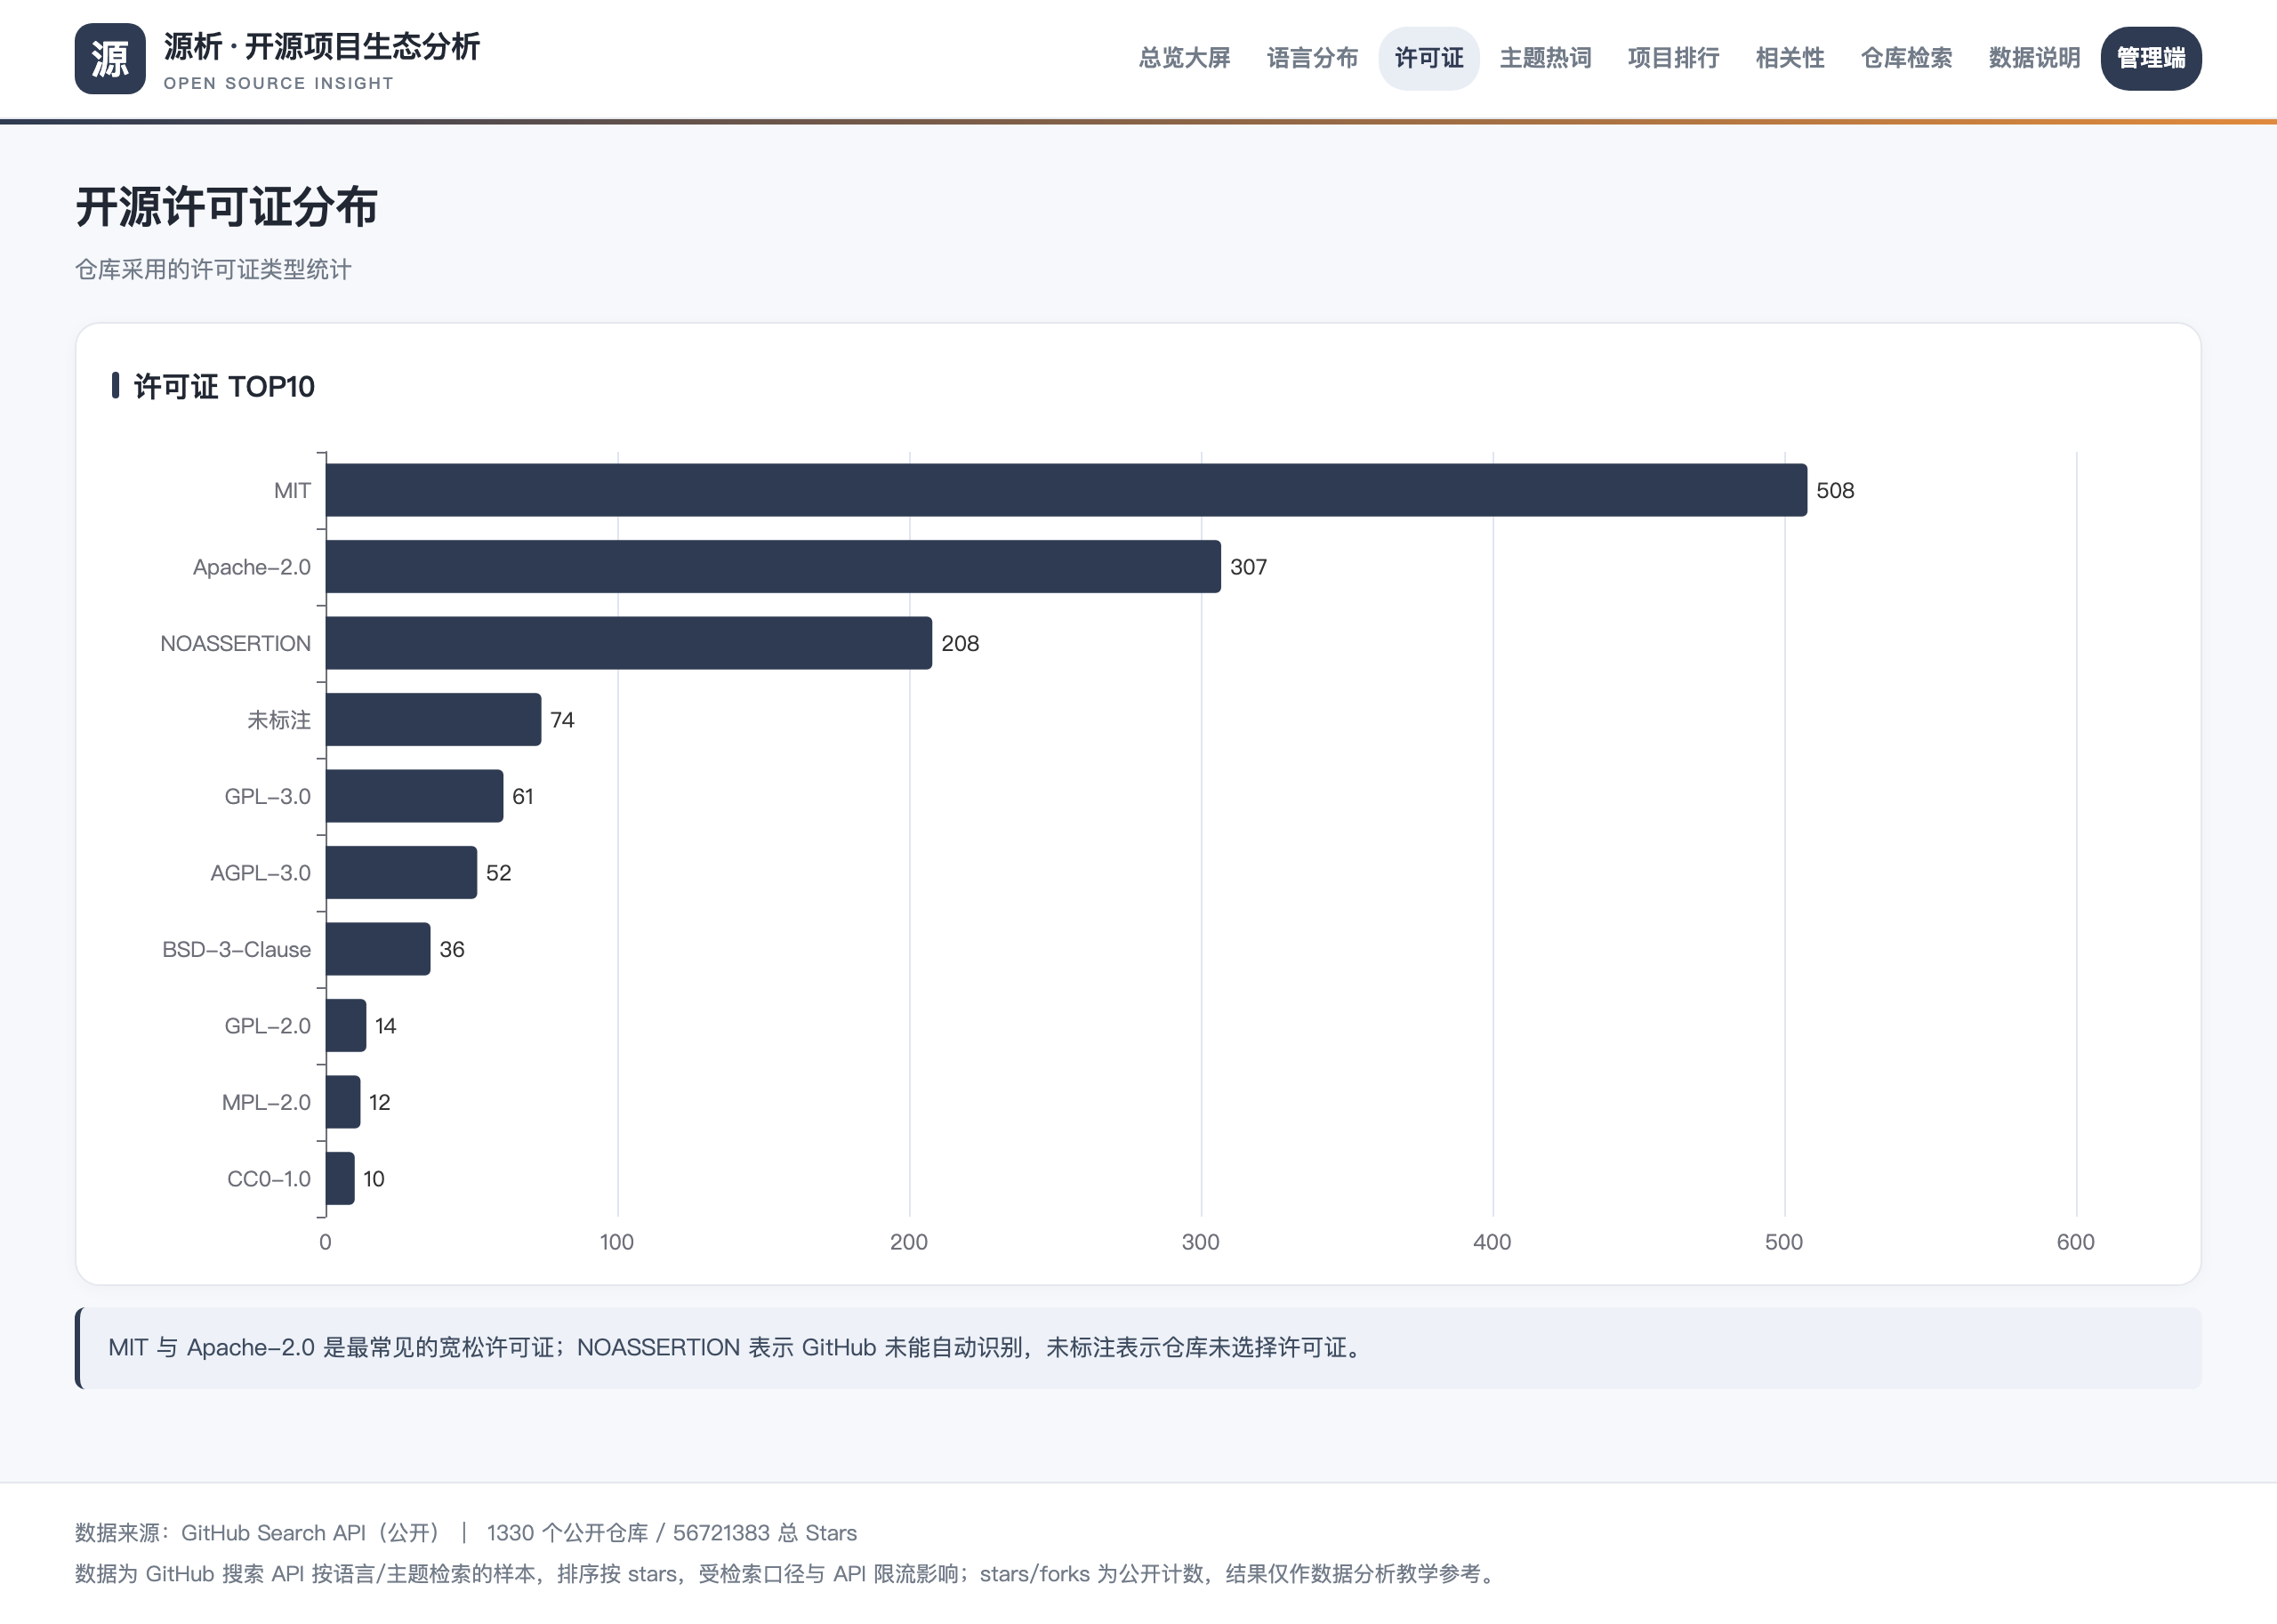 源
源析 · 开源项目生态分析
OPEN SOURCE INSIGHT
总览大屏 语言分布 许可证 主题热词 项目排行 相关性 仓库检索 数据说明 管理端
开源许可证分布
仓库采用的许可证类型统计
许可证 TOP10
MIT 508
Apache-2.0 307
NOASSERTION 208
未标注 74
GPL-3.0 61
AGPL-3.0 52
BSD-3-Clause 36
GPL-2.0 14
MPL-2.0 12
CC0-1.0 10
0 100 200 300 400 500 600
MIT 与 Apache-2.0 是最常见的宽松许可证；NOASSERTION 表示 GitHub 未能自动识别，未标注表示仓库未选择许可证。
数据来源：GitHub Search API（公开） ｜ 1330 个公开仓库 / 56721383 总 Stars
数据为 GitHub 搜索 API 按语言/主题检索的样本，排序按 stars，受检索口径与 API 限流影响；stars/forks 为公开计数，结果仅作数据分析教学参考。